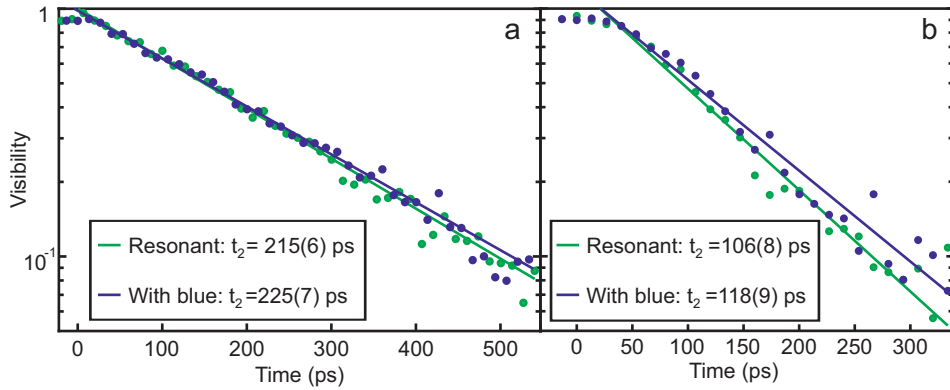 1
a
b
Visibility
10⁻¹
Resonant: t₂= 215(6) ps
With blue: t₂=225(7) ps
Resonant: t₂=106(8) ps
With blue: t₂=118(9) ps
0 100 200 300 400 500
0 50 100 150 200 250 300
Time (ps)
Time (ps)